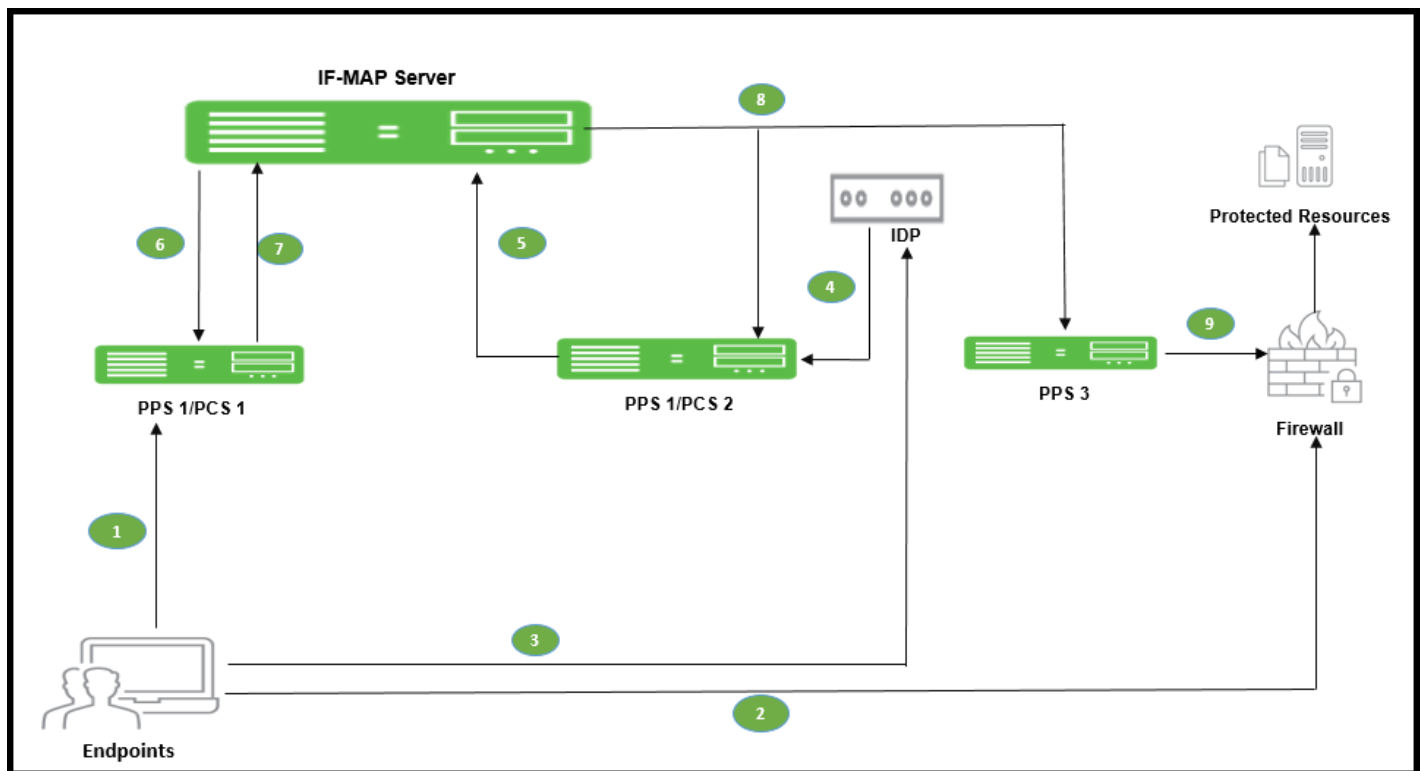 IF-MAP Server
8
Protected Resources
IDP
6
7
5
4
9
PPS 1/PCS 1
PPS 1/PCS 2
PPS 3
Firewall
1
3
2
Endpoints